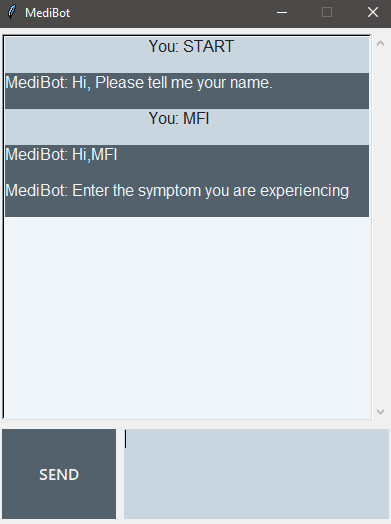 MediBot
You: START
MediBot: Hi, Please tell me your name.
You: MFI
MediBot: Hi,MFI
MediBot: Enter the symptom you are experiencing
SEND